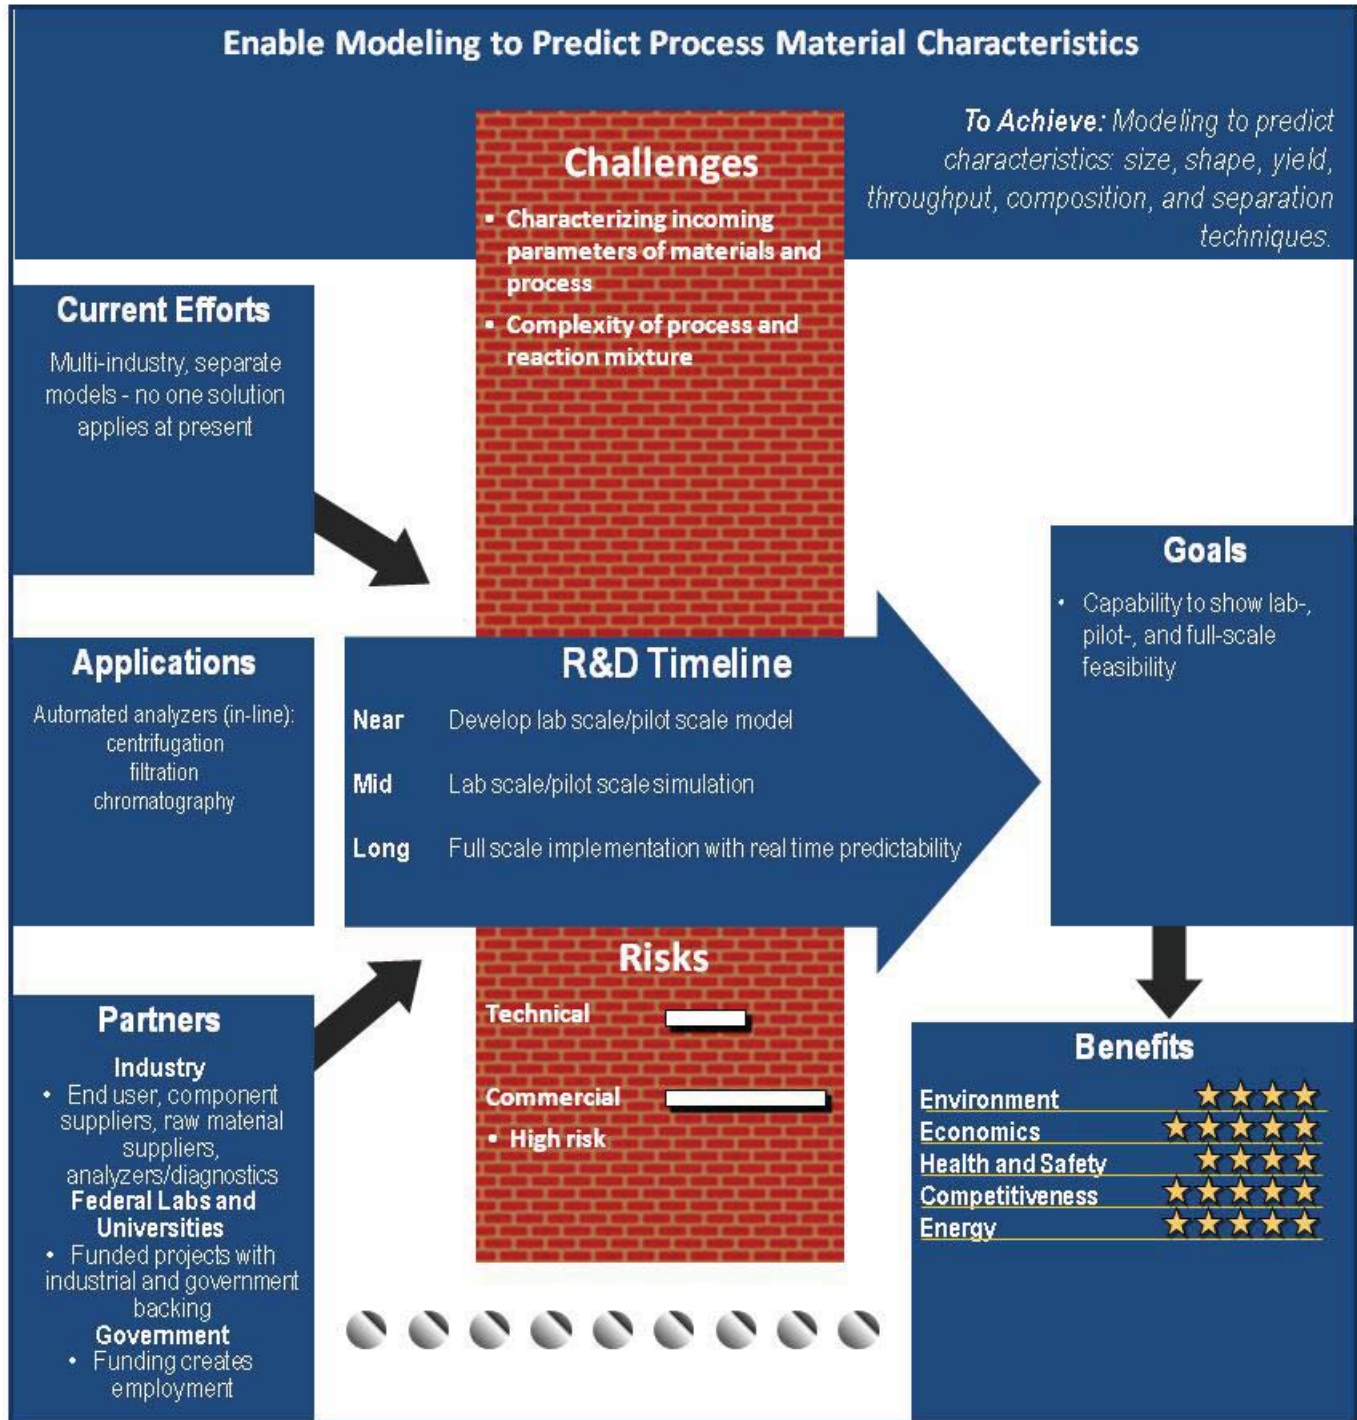 Enable Modeling to Predict Process Material Characteristics
To Achieve: Modeling to predict
characteristics: size, shape, yield,
throughput, composition, and separation
techniques.
Challenges
▪ Characterizing incoming
parameters of materials and
process
▪ Complexity of process and
reaction mixture
Current Efforts
Multi-industry, separate
models - no one solution
applies at present
Applications
Automated analyzers (in-line):
centrifugation
filtration
chromatography
R&D Timeline
Near Develop lab scale/pilot scale model
Mid Lab scale/pilot scale simulation
Long Full scale implementation with real time predictability
Goals
• Capability to show lab-,
pilot-, and full-scale
feasibility
Partners
Industry
• End user, component
suppliers, raw material
suppliers,
analyzers/diagnostics
Federal Labs and
Universities
• Funded projects with
industrial and government
backing
Government
• Funding creates
employment
Risks
Technical
Commercial
▪ High risk
Benefits
Environment
Economics
Health and Safety
Competitiveness
Energy